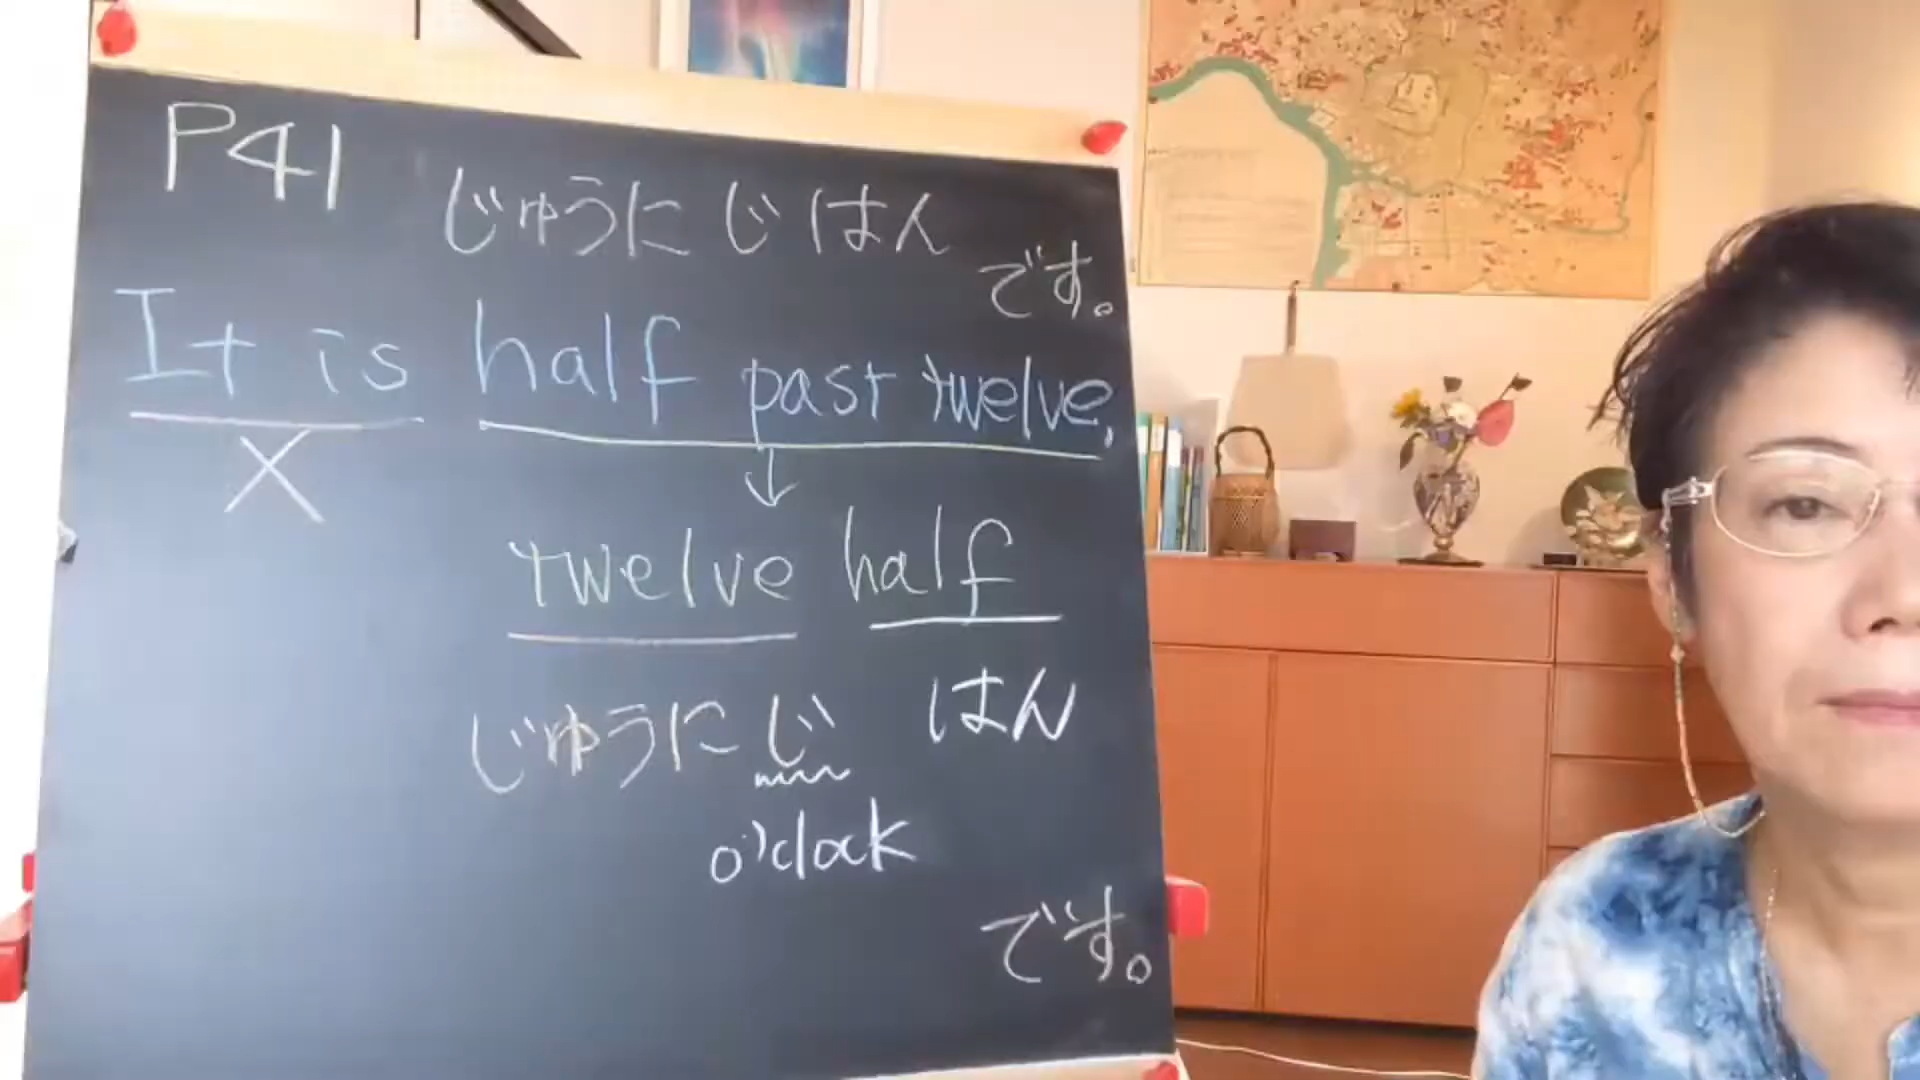 P41
じゅうにじはん
です。
It is half past twelve.
X
twelve half
じゅうにじ はん
o'clock
です。